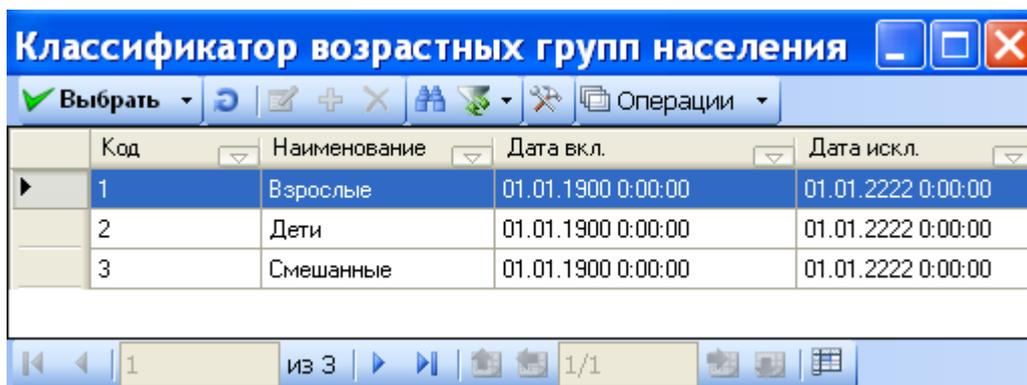 Классификатор возрастных групп населения
Выбрать Операции
Код Наименование Дата вкл. Дата искл.
1 Взрослые 01.01.1900 0:00:00 01.01.2222 0:00:00
2 Дети 01.01.1900 0:00:00 01.01.2222 0:00:00
3 Смешанные 01.01.1900 0:00:00 01.01.2222 0:00:00
1 из 3 1/1